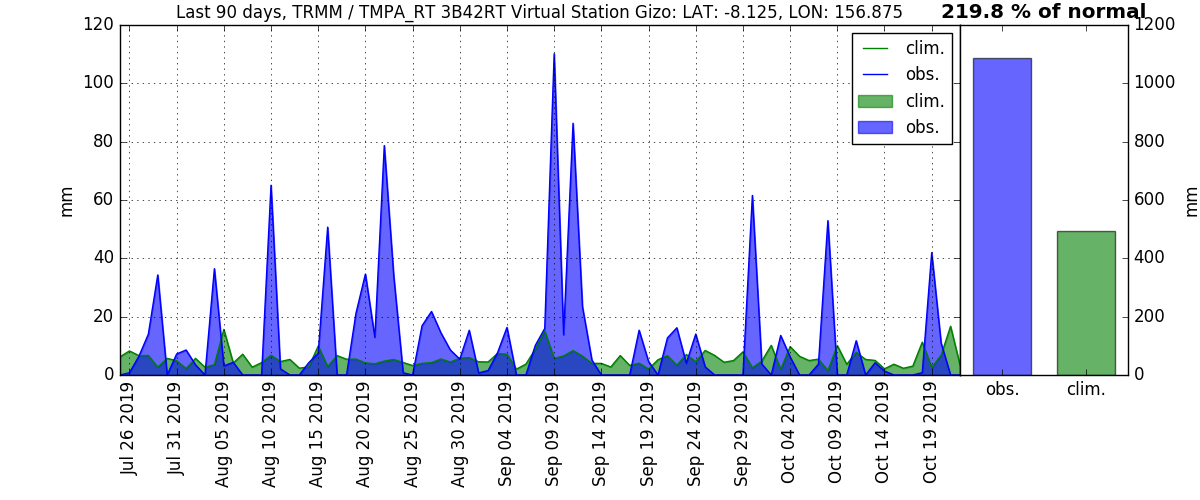 Last 90 days, TRMM / TMPA_RT 3B42RT Virtual Station Gizo: LAT: -8.125, LON: 156.875
219.8 % of normal
mm
120
100
80
60
40
20
0
clim.
obs.
clim.
obs.
1200
1000
800
600
400
200
0
mm
Jul 26 2019
Jul 31 2019
Aug 05 2019
Aug 10 2019
Aug 15 2019
Aug 20 2019
Aug 25 2019
Aug 30 2019
Sep 04 2019
Sep 09 2019
Sep 14 2019
Sep 19 2019
Sep 24 2019
Sep 29 2019
Oct 04 2019
Oct 09 2019
Oct 14 2019
Oct 19 2019
obs.
clim.